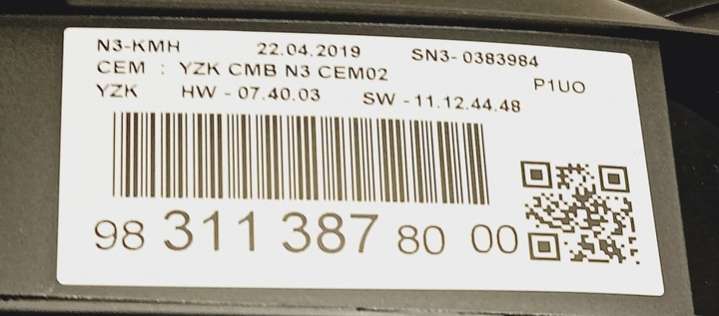 N3-KMH 22.04.2019 SN3-0383984
CEM : YZK CMB N3 CEM02
P1UO
YZK HW - 07.40.03 SW - 11.12.44.48
98 311 387 80 00